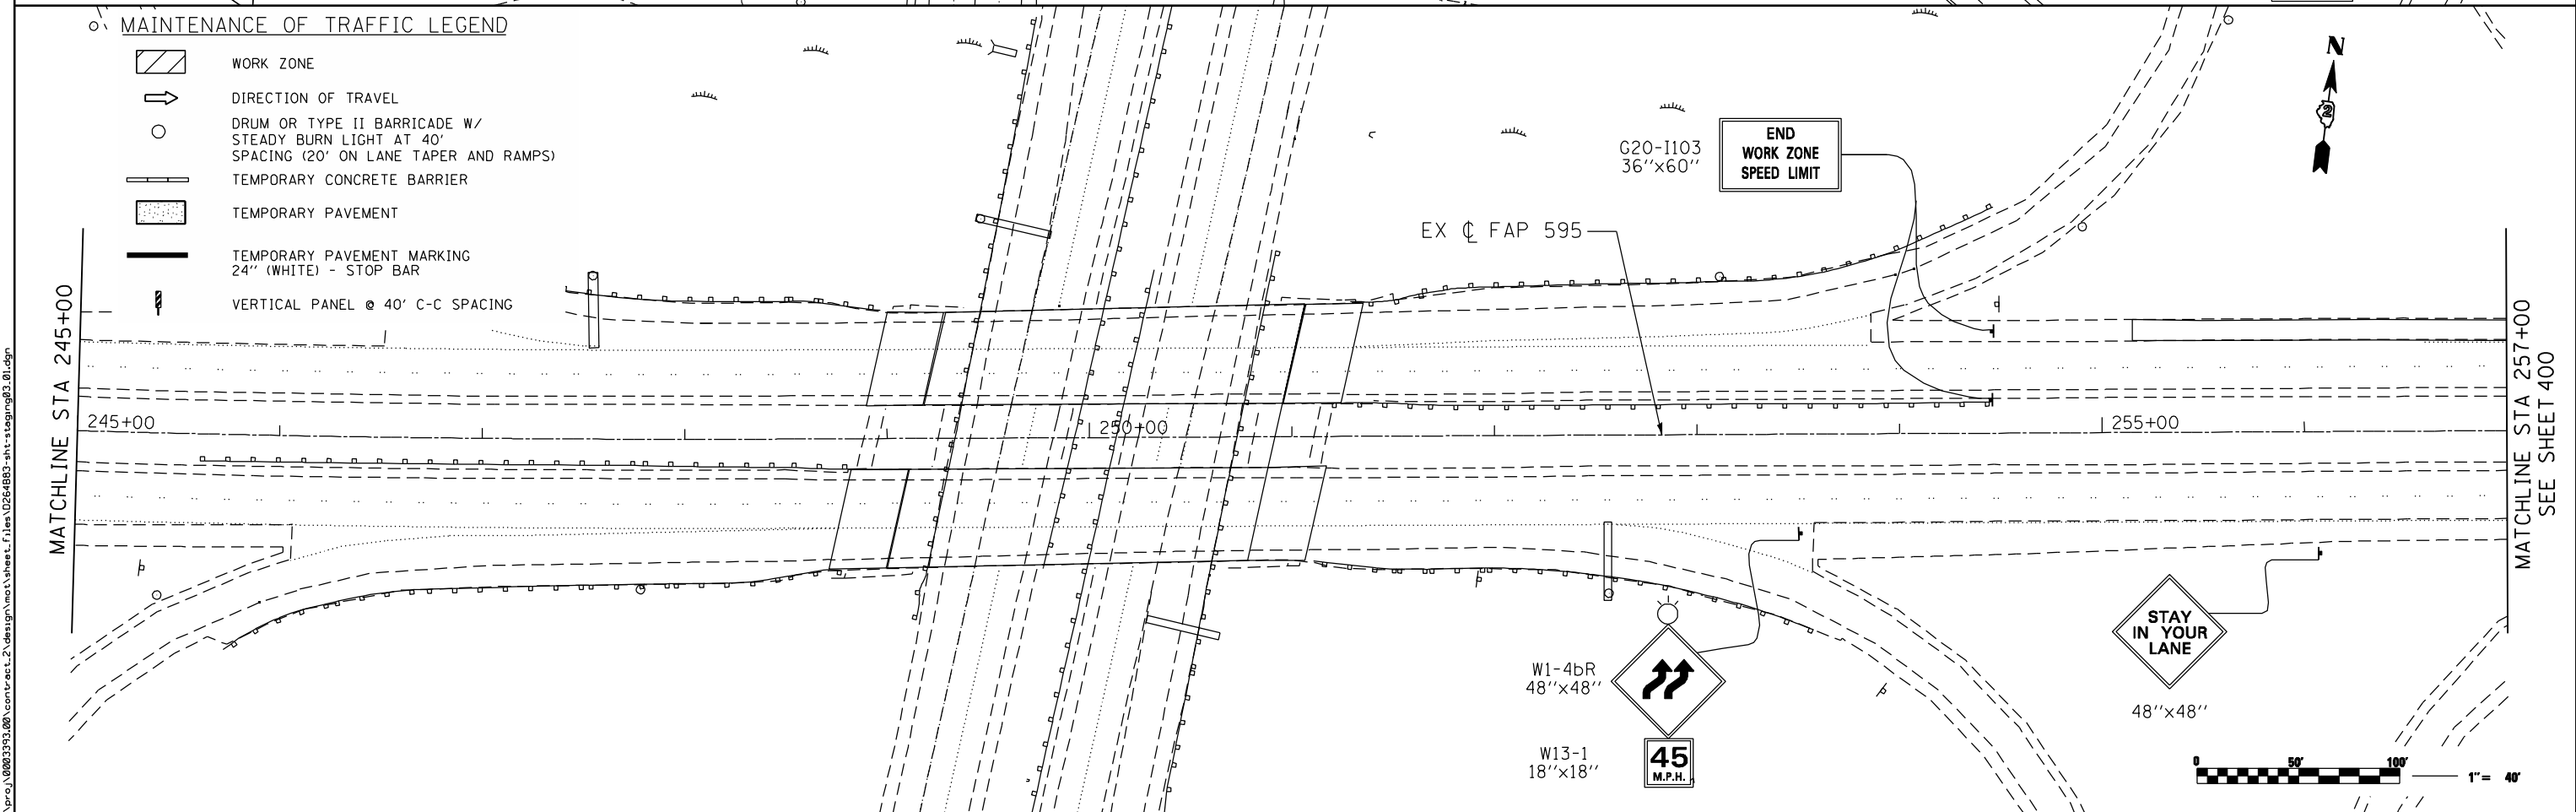 MAINTENANCE OF TRAFFIC LEGEND
WORK ZONE
DIRECTION OF TRAVEL
DRUM OR TYPE II BARRICADE W/
STEADY BURN LIGHT AT 40'
SPACING (20' ON LANE TAPER AND RAMPS)
TEMPORARY CONCRETE BARRIER
TEMPORARY PAVEMENT
TEMPORARY PAVEMENT MARKING
24" (WHITE) - STOP BAR
VERTICAL PANEL @ 40' C-C SPACING
N
G20-I103
36"x60"
END
WORK ZONE
SPEED LIMIT
EX ℄ FAP 595
MATCHLINE STA 245+00
245+00
250+00
255+00
MATCHLINE STA 257+00
SEE SHEET 400
W1-4bR
48"x48"
W13-1
18"x18"
45
M.P.H.
STAY
IN YOUR
LANE
48"x48"
0 50' 100'
1"= 40'